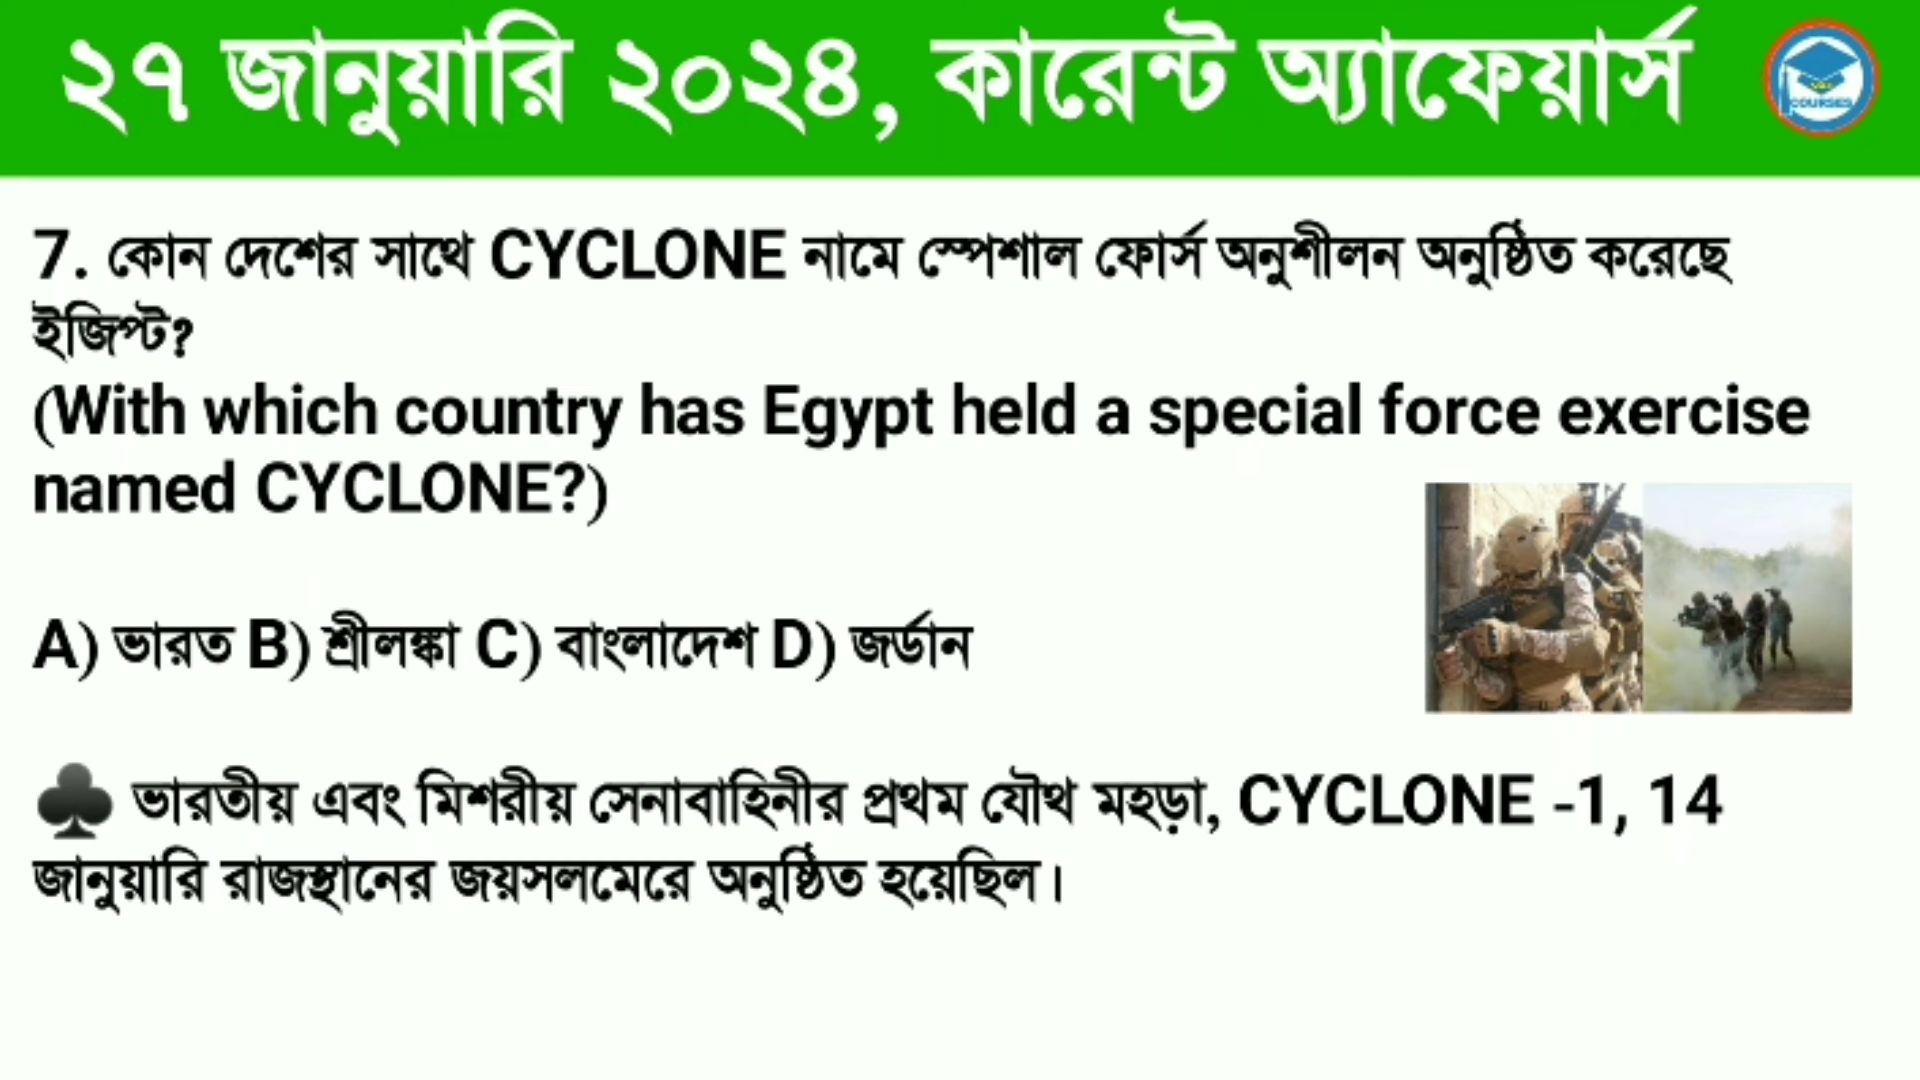 ২৭ জানুয়ারি ২০২৪, কারেন্ট অ্যাফেয়ার্স
COURSES
7. কোন দেশের সাথে CYCLONE নামে স্পেশাল ফোর্স অনুশীলন অনুষ্ঠিত করেছে
ইজিপ্ট?
(With which country has Egypt held a special force exercise
named CYCLONE?)
A) ভারত B) শ্রীলঙ্কা C) বাংলাদেশ D) জর্ডান
♣ ভারতীয় এবং মিশরীয় সেনাবাহিনীর প্রথম যৌথ মহড়া, CYCLONE -1, 14
জানুয়ারি রাজস্থানের জয়সলমেরে অনুষ্ঠিত হয়েছিল।